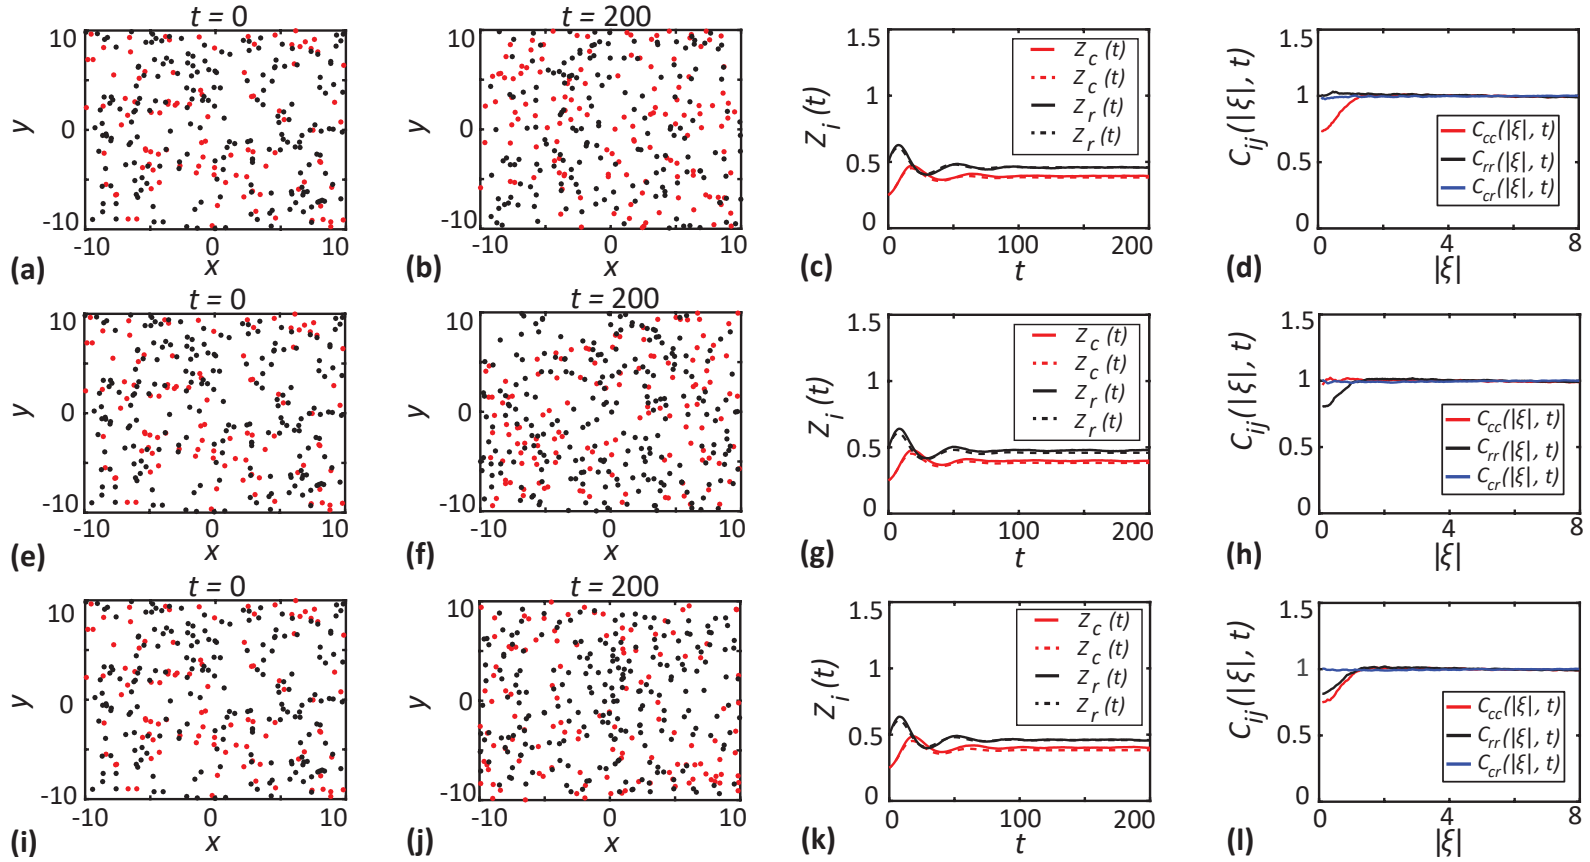 t = 0
10
y
0
-10
-10
0
10
x
(a)
t = 200
10
y
0
-10
-10
0
10
x
(b)
1.5
1
0.5
0
Z_i (t)
Z_c (t)
Z_c (t)
Z_r (t)
Z_r (t)
0
100
200
t
(c)
1.5
1
0.5
0
C_ij(|ξ|, t)
C_cc(|ξ|, t)
C_rr(|ξ|, t)
C_cr(|ξ|, t)
0
4
8
|ξ|
(d)
t = 0
10
y
0
-10
-10
0
10
x
(e)
t = 200
10
y
0
-10
-10
0
10
x
(f)
1.5
1
0.5
0
Z_i (t)
Z_c (t)
Z_c (t)
Z_r (t)
Z_r (t)
0
100
200
t
(g)
1.5
1
0.5
0
C_ij(|ξ|, t)
C_cc(|ξ|, t)
C_rr(|ξ|, t)
C_cr(|ξ|, t)
0
4
8
|ξ|
(h)
t = 0
10
y
0
-10
-10
0
10
x
(i)
t = 200
10
y
0
-10
-10
0
10
x
(j)
1.5
1
0.5
0
Z_i (t)
Z_c (t)
Z_c (t)
Z_r (t)
Z_r (t)
0
100
200
t
(k)
1.5
1
0.5
0
C_ij(|ξ|, t)
C_cc(|ξ|, t)
C_rr(|ξ|, t)
C_cr(|ξ|, t)
0
4
8
|ξ|
(l)